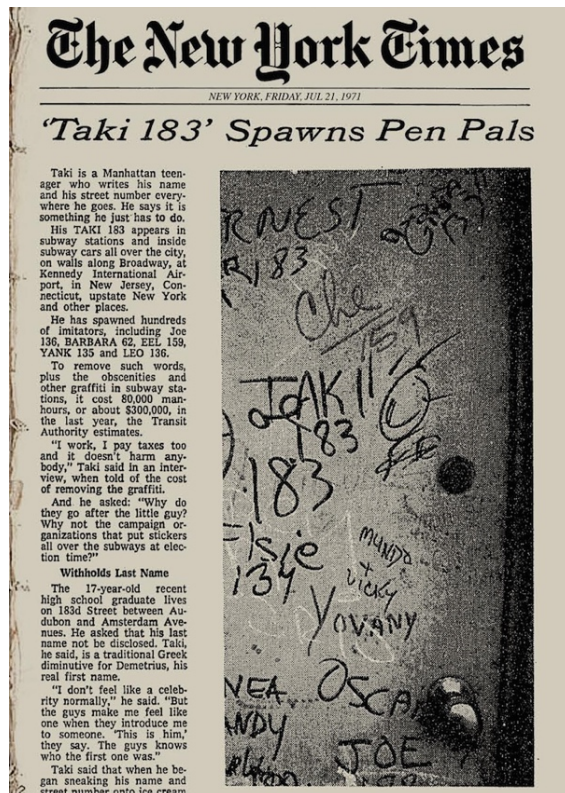 The New York Times
NEW YORK, FRIDAY, JUL 21, 1971
‘Taki 183’ Spawns Pen Pals
Taki is a Manhattan teen-
ager who writes his name
and his street number every-
where he goes. He says it is
something he just has to do.
His TAKI 183 appears in
subway stations and inside
subway cars all over the city,
on walls along Broadway, at
Kennedy International Air-
port, in New Jersey, Con-
necticut, upstate New York
and other places.
He has spawned hundreds
of imitators, including Joe
136, BARBARA 62, EEL 159,
YANK 135 and LEO 136.
To remove such words,
plus the obscenities and
other graffiti in subway sta-
tions, it cost 80,000 man-
hours, or about $300,000, in
the last year, the Transit
Authority estimates.
“I work, I pay taxes too
and it doesn’t harm any-
body,” Taki said in an inter-
view, when told of the cost
of removing the graffiti.
And he asked: “Why do
they go after the little guy?
Why not the campaign or-
ganizations that put stickers
all over the subways at elec-
tion time?”
Withholds Last Name
The 17-year-old recent
high school graduate lives
on 183d Street between Au-
dubon and Amsterdam Ave-
nues. He asked that his last
name not be disclosed. Taki,
he said, is a traditional Greek
diminutive for Demetrius, his
real first name.
“I don’t feel like a celeb-
rity normally,” he said. “But
the guys make me feel like
one when they introduce me
to someone. ‘This is him,’
they say. The guys knows
who the first one was.”
Taki said that when he be-
gan sneaking his name and
street number onto ice cream
RNEST
183
Che
159
TAKI
183
183
Elsie
134
MUNDO
+
VICKY
YOVANY
NEA
OSCA
ANDY
JOE